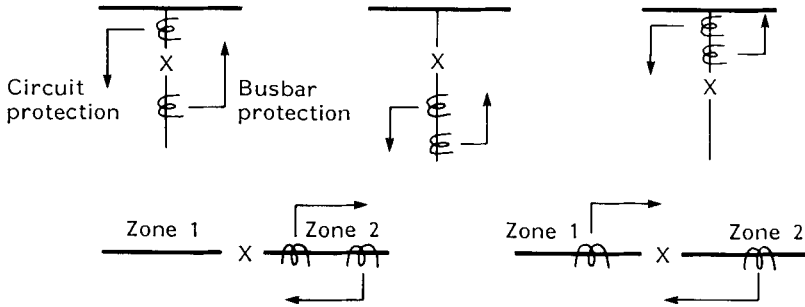 X
X
Circuit protection
Busbar protection
X
Zone 1
X
Zone 2
Zone 1
X
Zone 2